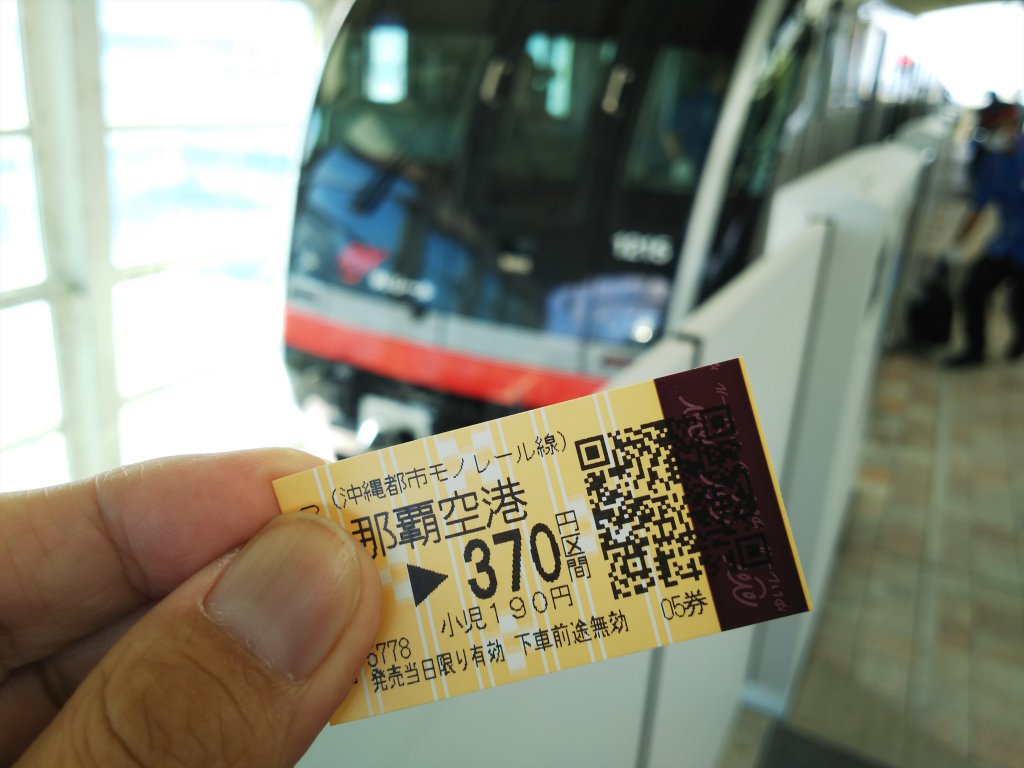 (沖縄都市モノレール線)
那覇空港
▶370円区間
小児190円
5778
05券
発売当日限り有効 下車前途無効